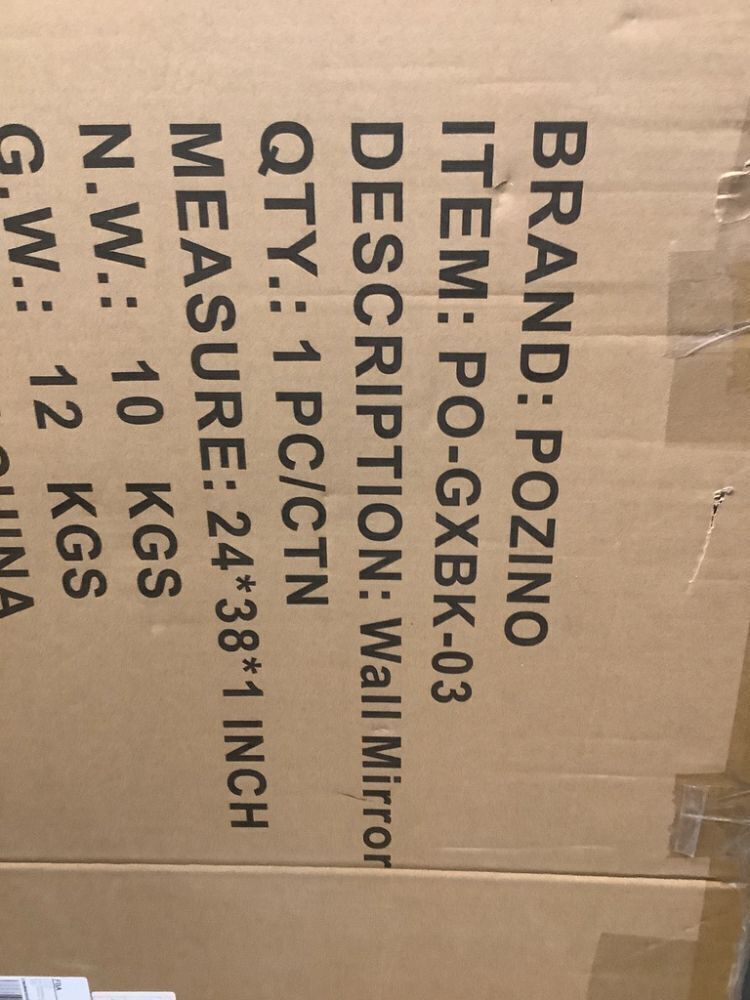 BRAND: POZINO
ITEM: PO-GXBK-03
DESCRIPTION: Wall Mirror
QTY.: 1 PC/CTN
MEASURE: 24*38*1 INCH
N.W.: 10 KGS
G.W.: 12 KGS
CHINA